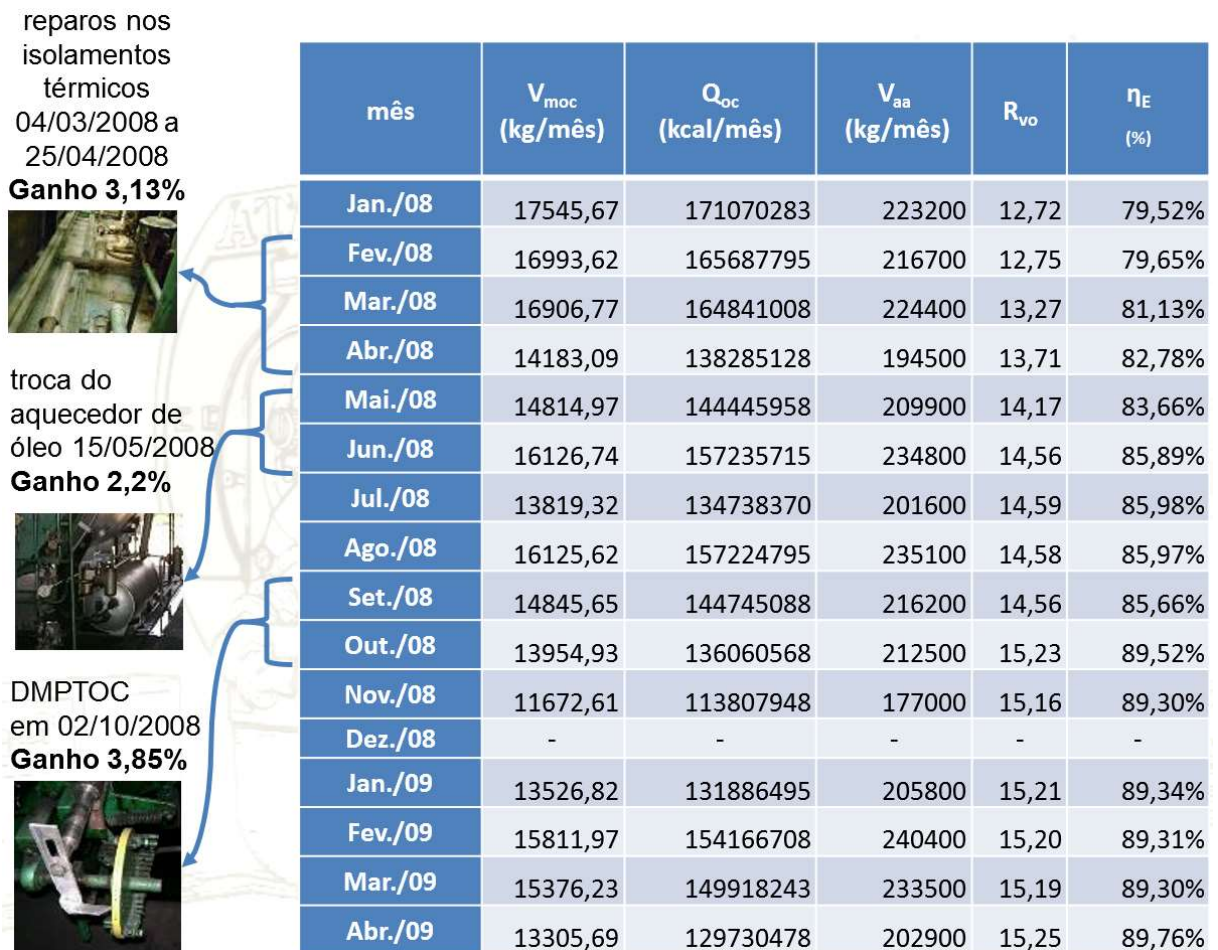 reparos nos
isolamentos
térmicos
04/03/2008 a
25/04/2008
Ganho 3,13%
troca do
aquecedor de
óleo 15/05/2008
Ganho 2,2%
DMPTOC
em 02/10/2008
Ganho 3,85%
mês V_moc (kg/mês) Q_oc (kcal/mês) V_aa (kg/mês) R_vo η_E (%)
Jan./08 17545,67 171070283 223200 12,72 79,52%
Fev./08 16993,62 165687795 216700 12,75 79,65%
Mar./08 16906,77 164841008 224400 13,27 81,13%
Abr./08 14183,09 138285128 194500 13,71 82,78%
Mai./08 14814,97 144445958 209900 14,17 83,66%
Jun./08 16126,74 157235715 234800 14,56 85,89%
Jul./08 13819,32 134738370 201600 14,59 85,98%
Ago./08 16125,62 157224795 235100 14,58 85,97%
Set./08 14845,65 144745088 216200 14,56 85,66%
Out./08 13954,93 136060568 212500 15,23 89,52%
Nov./08 11672,61 113807948 177000 15,16 89,30%
Dez./08 - - - - -
Jan./09 13526,82 131886495 205800 15,21 89,34%
Fev./09 15811,97 154166708 240400 15,20 89,31%
Mar./09 15376,23 149918243 233500 15,19 89,30%
Abr./09 13305,69 129730478 202900 15,25 89,76%